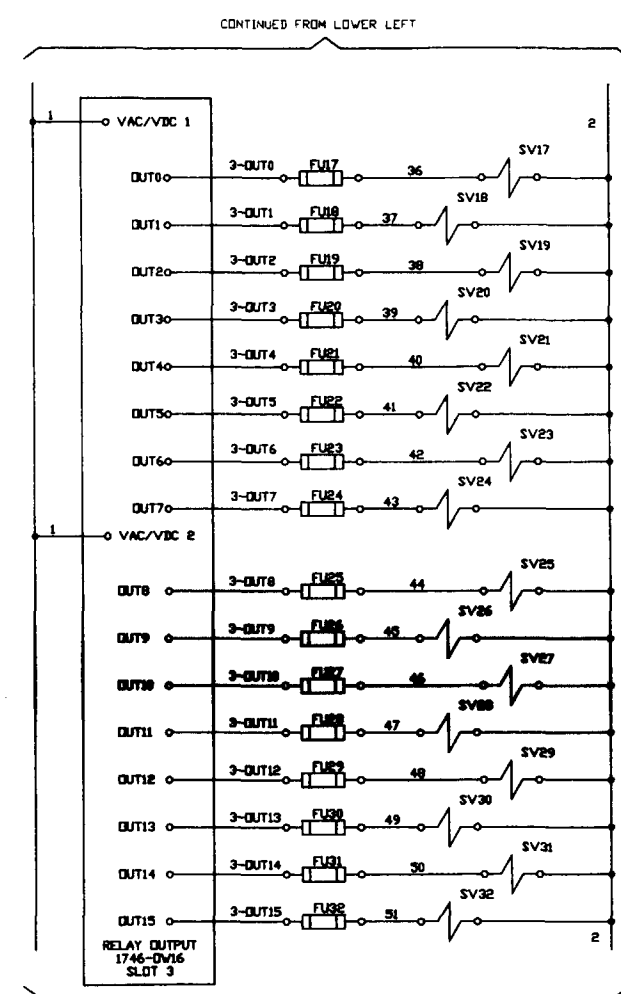 CONTINUED FROM LOWER LEFT
1 VAC/VDC 1 2
OUT0 3-OUT0 FU17 36 SV17
OUT1 3-OUT1 FU18 37 SV18
OUT2 3-OUT2 FU19 38 SV19
OUT3 3-OUT3 FU20 39 SV20
OUT4 3-OUT4 FU21 40 SV21
OUT5 3-OUT5 FU22 41 SV22
OUT6 3-OUT6 FU23 42 SV23
OUT7 3-OUT7 FU24 43 SV24
1 VAC/VDC 2
OUT8 3-OUT8 FU25 44 SV25
OUT9 3-OUT9 FU26 45 SV26
OUT10 3-OUT10 FU27 46 SV27
OUT11 3-OUT11 FU28 47 SV28
OUT12 3-OUT12 FU29 48 SV29
OUT13 3-OUT13 FU30 49 SV30
OUT14 3-OUT14 FU31 50 SV31
OUT15 3-OUT15 FU32 51 SV32
2
RELAY OUTPUT
1746-OW16
SLOT 3